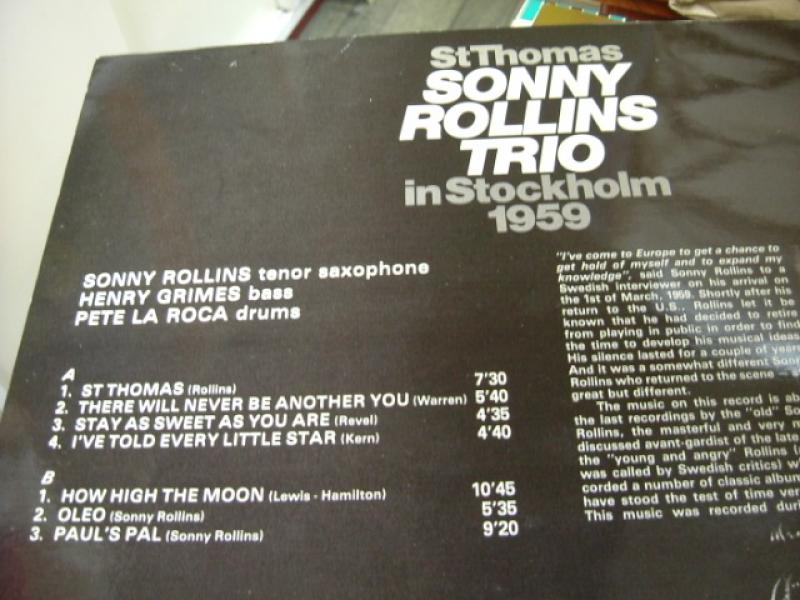 St Thomas
SONNY
ROLLINS
TRIO
in Stockholm
1959
SONNY ROLLINS tenor saxophone
HENRY GRIMES bass
PETE LA ROCA drums
A
1. ST THOMAS (Rollins) 7'30
2. THERE WILL NEVER BE ANOTHER YOU (Warren) 5'40
3. STAY AS SWEET AS YOU ARE (Revel) 4'35
4. I'VE TOLD EVERY LITTLE STAR (Kern) 4'40
B
1. HOW HIGH THE MOON (Lewis - Hamilton) 10'45
2. OLEO (Sonny Rollins) 5'35
3. PAUL'S PAL (Sonny Rollins) 9'20
"I've come to Europe to get a chance to
get hold of myself and to expand my
knowledge", said Sonny Rollins to a
Swedish interviewer on his arrival on
the 1st of March, 1959. Shortly after his
return to the U.S., Rollins let it be
known that he had decided to retire
from playing in public in order to find
the time to develop his musical ideas
His silence lasted for a couple of years
And it was a somewhat different Sonn
Rollins who returned to the scene
great but different.
The music on this record is ab
the last recordings by the "old" So
Rollins, the masterful and very m
discussed avant-gardist of the late
the "young and angry" Rollins (
was called by Swedish critics) w
corded a number of classic album
have stood the test of time ver
This music was recorded duri